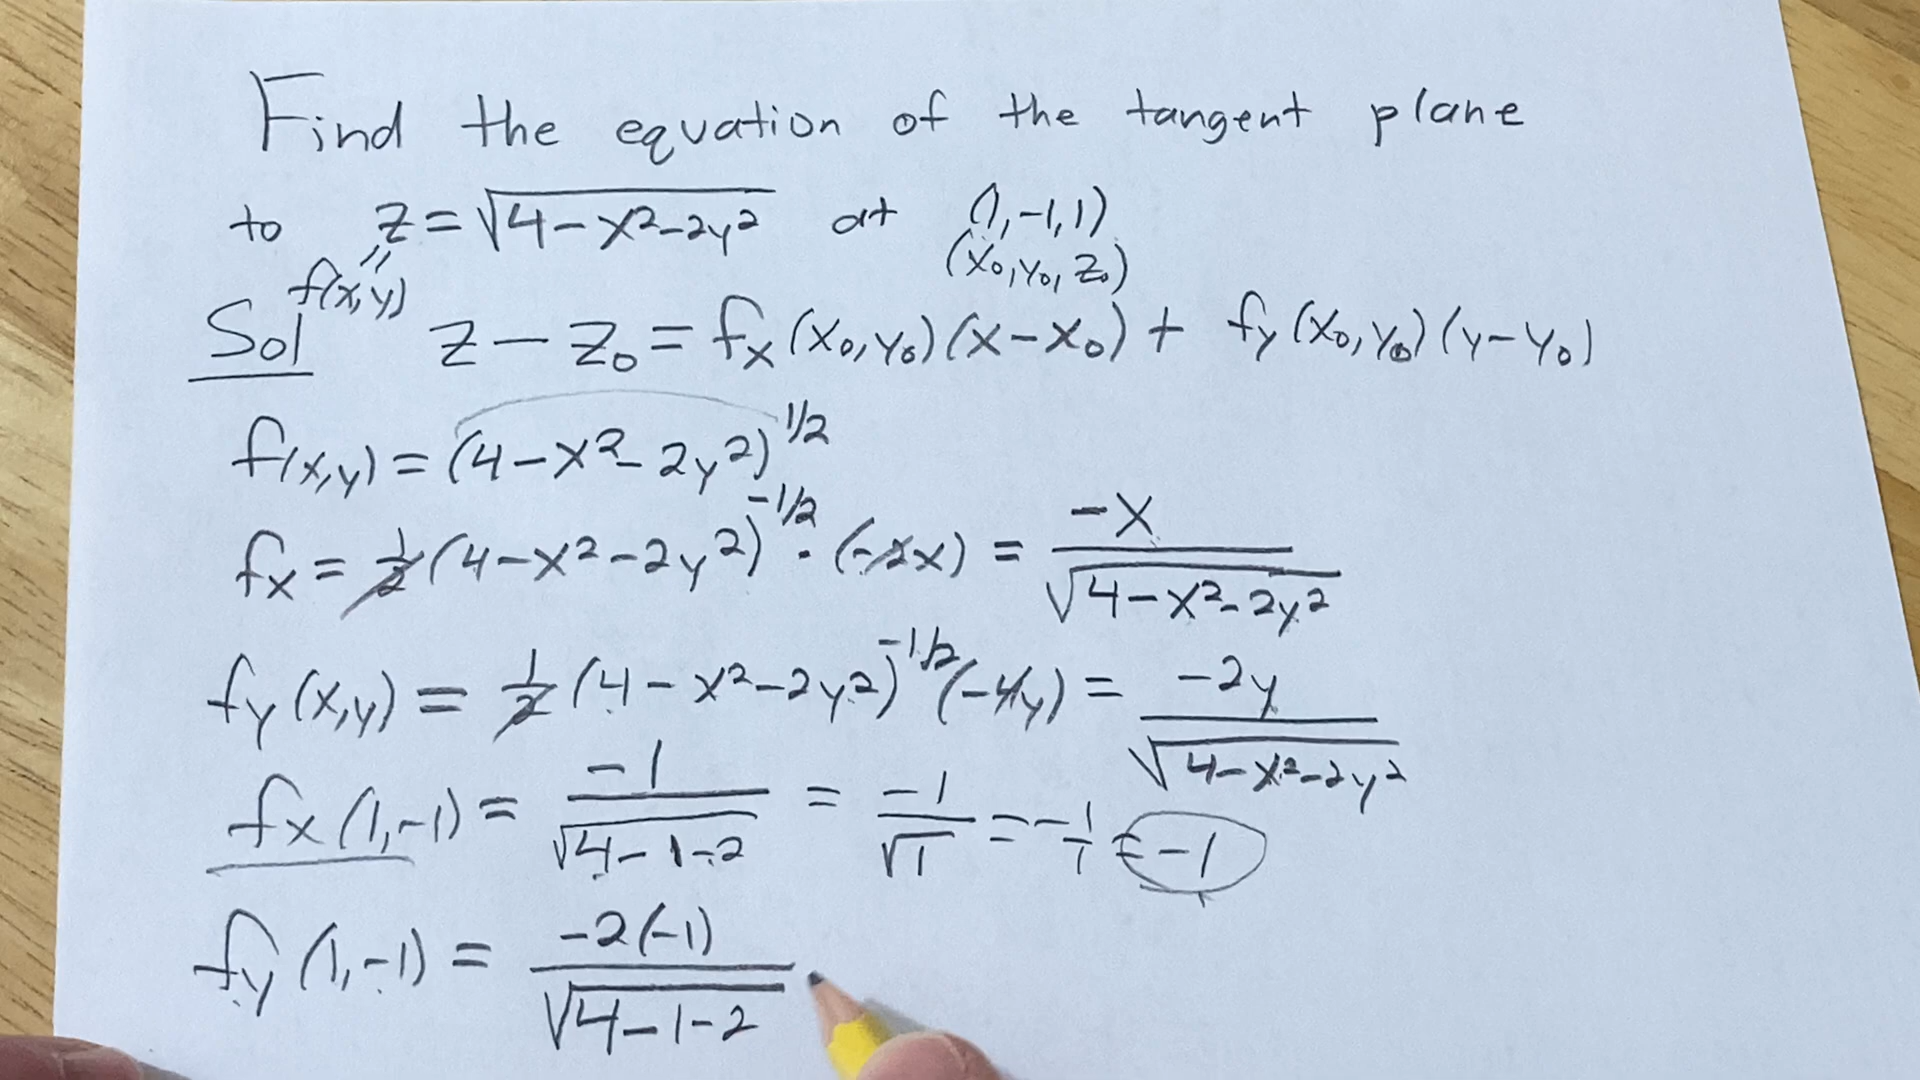 Find the equation of the tangent plane
to z = √(4-x²-2y²) at (1,-1,1)
" f(x,y) (x₀,y₀,z₀)
Sol z - z₀ = fx(x₀,y₀)(x-x₀) + fy(x₀,y₀)(y-y₀)
f(x,y) = (4-x²-2y²)^1/2
fx = 1/2(4-x²-2y²)^-1/2 · (-2x) = -x/√(4-x²-2y²)
fy(x,y) = 1/2(4-x²-2y²)^-1/2(-4y) = -2y/√(4-x²-2y²)
fx(1,-1) = -1/√(4-1-2) = -1/√1 = -1/1 = -1
fy(1,-1) = -2(-1)/√(4-1-2)